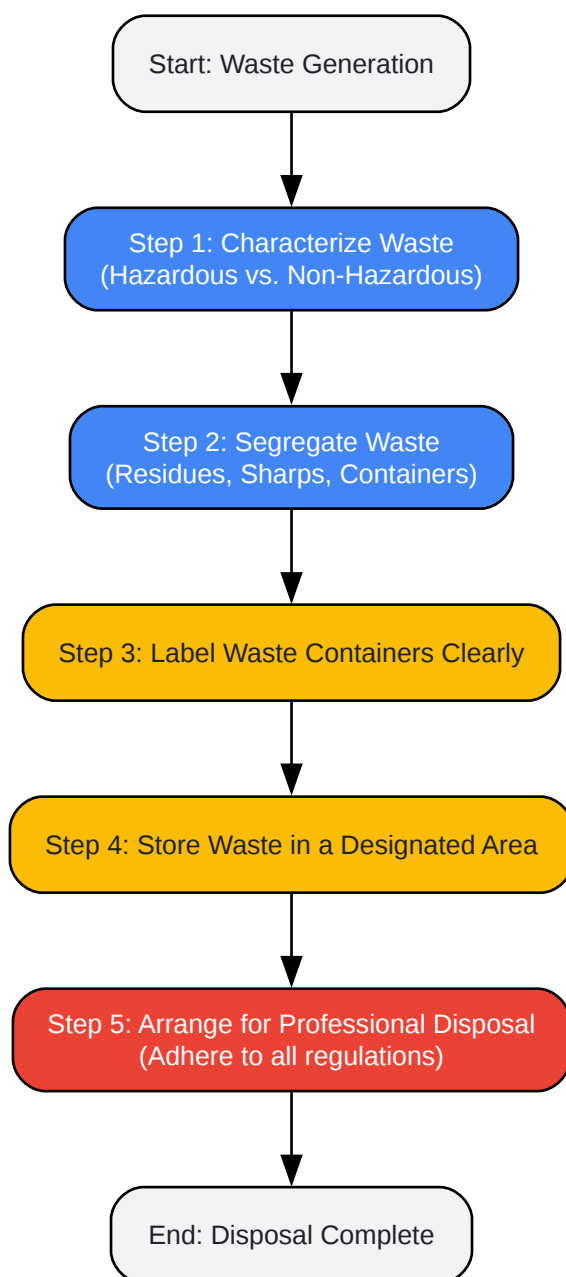 Start: Waste Generation
Step 1: Characterize Waste
(Hazardous vs. Non-Hazardous)
Step 2: Segregate Waste
(Residues, Sharps, Containers)
Step 3: Label Waste Containers Clearly
Step 4: Store Waste in a Designated Area
Step 5: Arrange for Professional Disposal
(Adhere to all regulations)
End: Disposal Complete